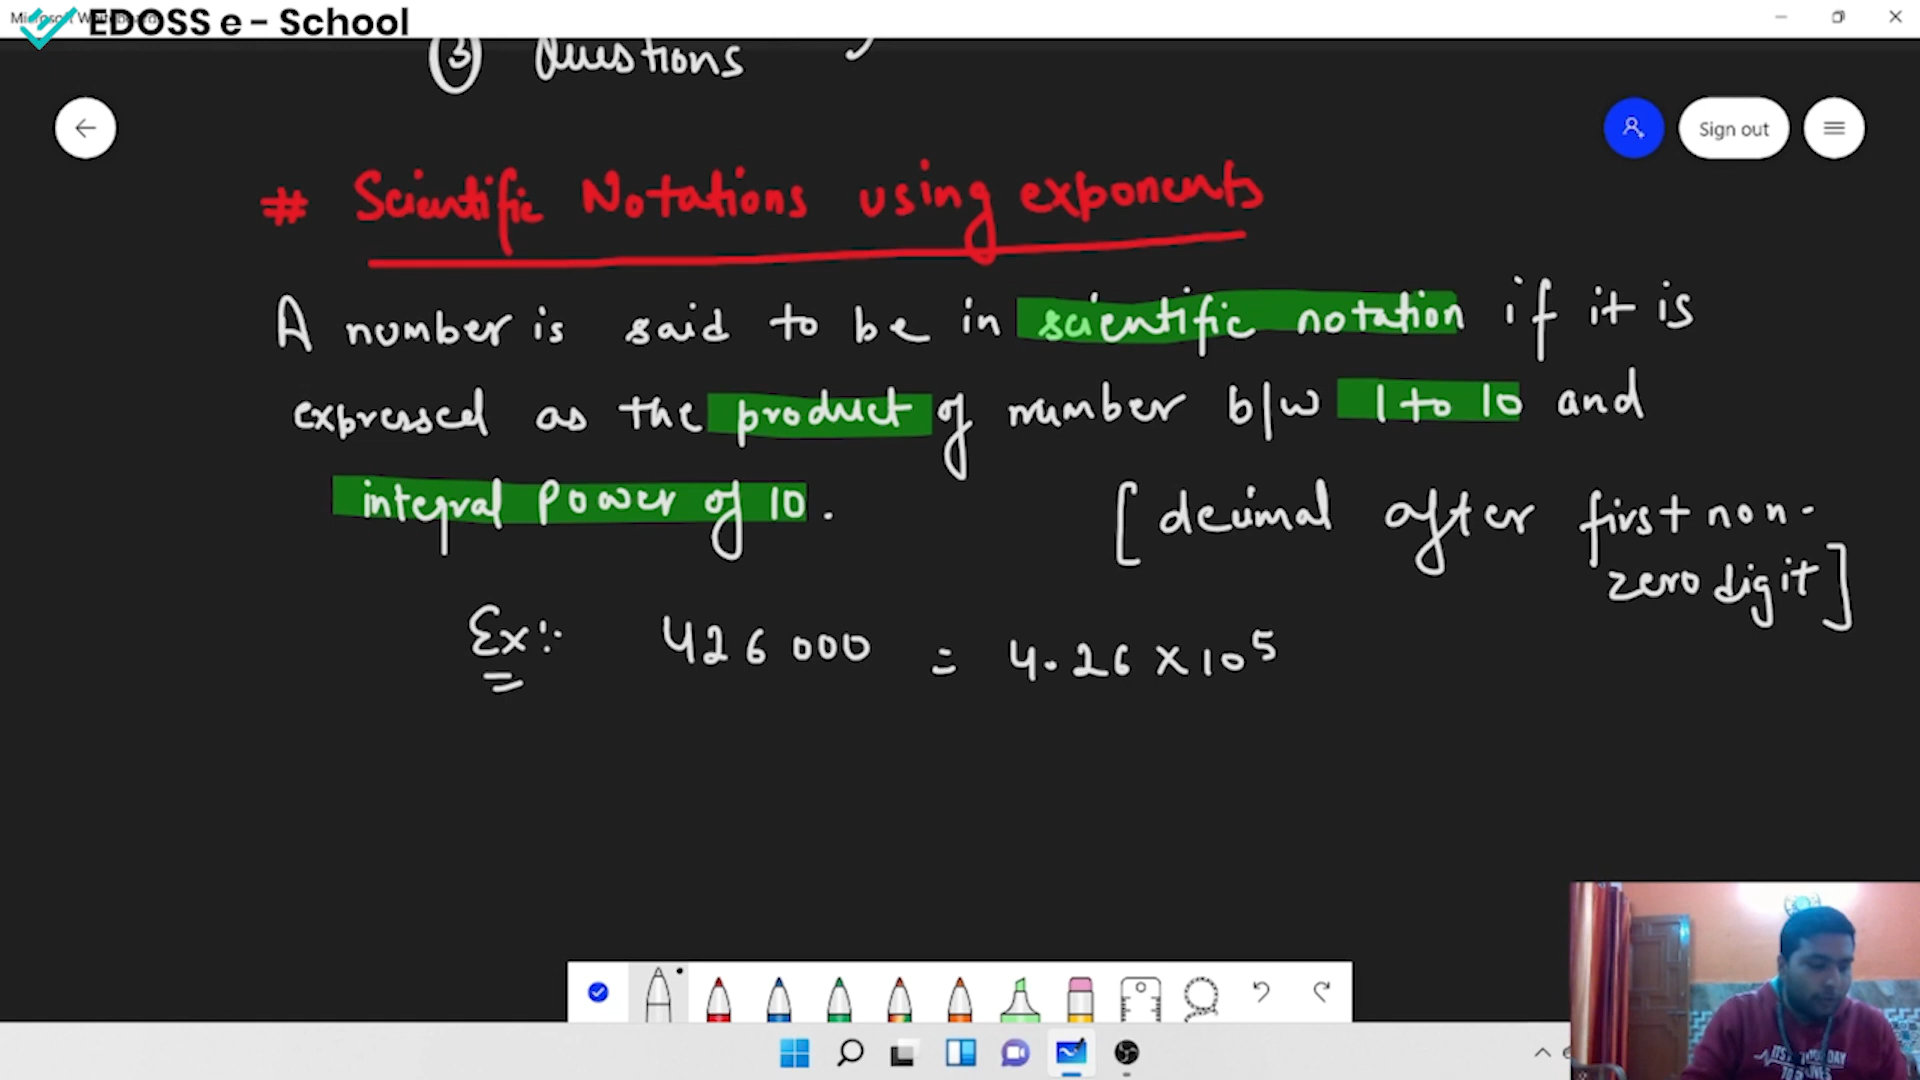 EDOSS e - School
③ Questions
Sign out
# Scientific Notations using exponents
A number is said to be in scientific notation if it is
expressed as the product of number b/w 1 to 10 and
integral power of 10.
[decimal after first non-
zero digit]
Ex:- 426000 = 4.26 × 10⁵